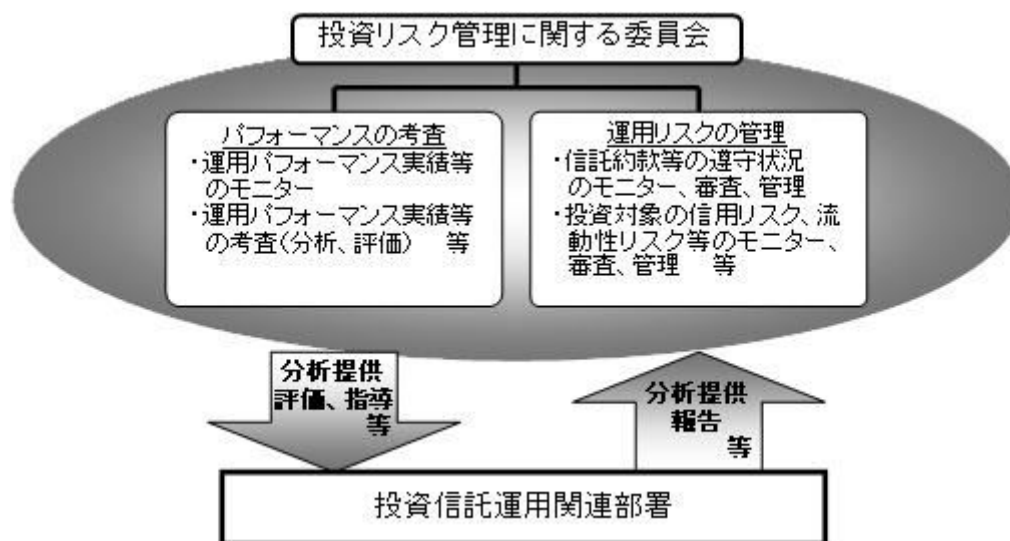 投資リスク管理に関する委員会
パフォーマンスの考査
・運用パフォーマンス実績等
のモニター
・運用パフォーマンス実績等
の考査(分析、評価) 等
運用リスクの管理
・信託約款等の遵守状況
のモニター、審査、管理
・投資対象の信用リスク、流
動性リスク等のモニター、
審査、管理 等
分析提供
評価、指導
等
分析提供
報告
等
投資信託運用関連部署